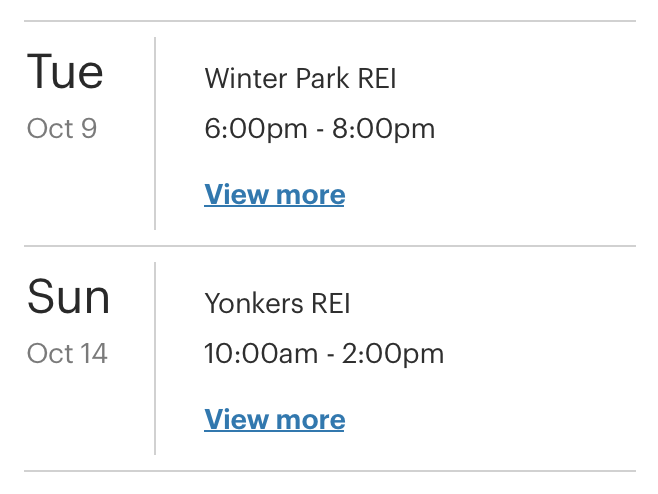 Tue
Oct 9
Winter Park REI
6:00pm - 8:00pm
View more
Sun
Oct 14
Yonkers REI
10:00am - 2:00pm
View more